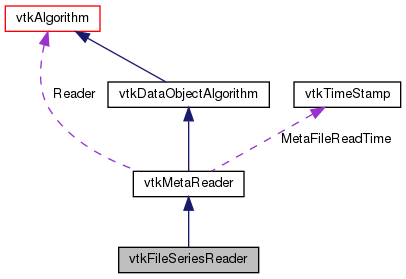 vtkAlgorithm
vtkDataObjectAlgorithm
vtkTimeStamp
Reader
MetaFileReadTime
vtkMetaReader
vtkFileSeriesReader